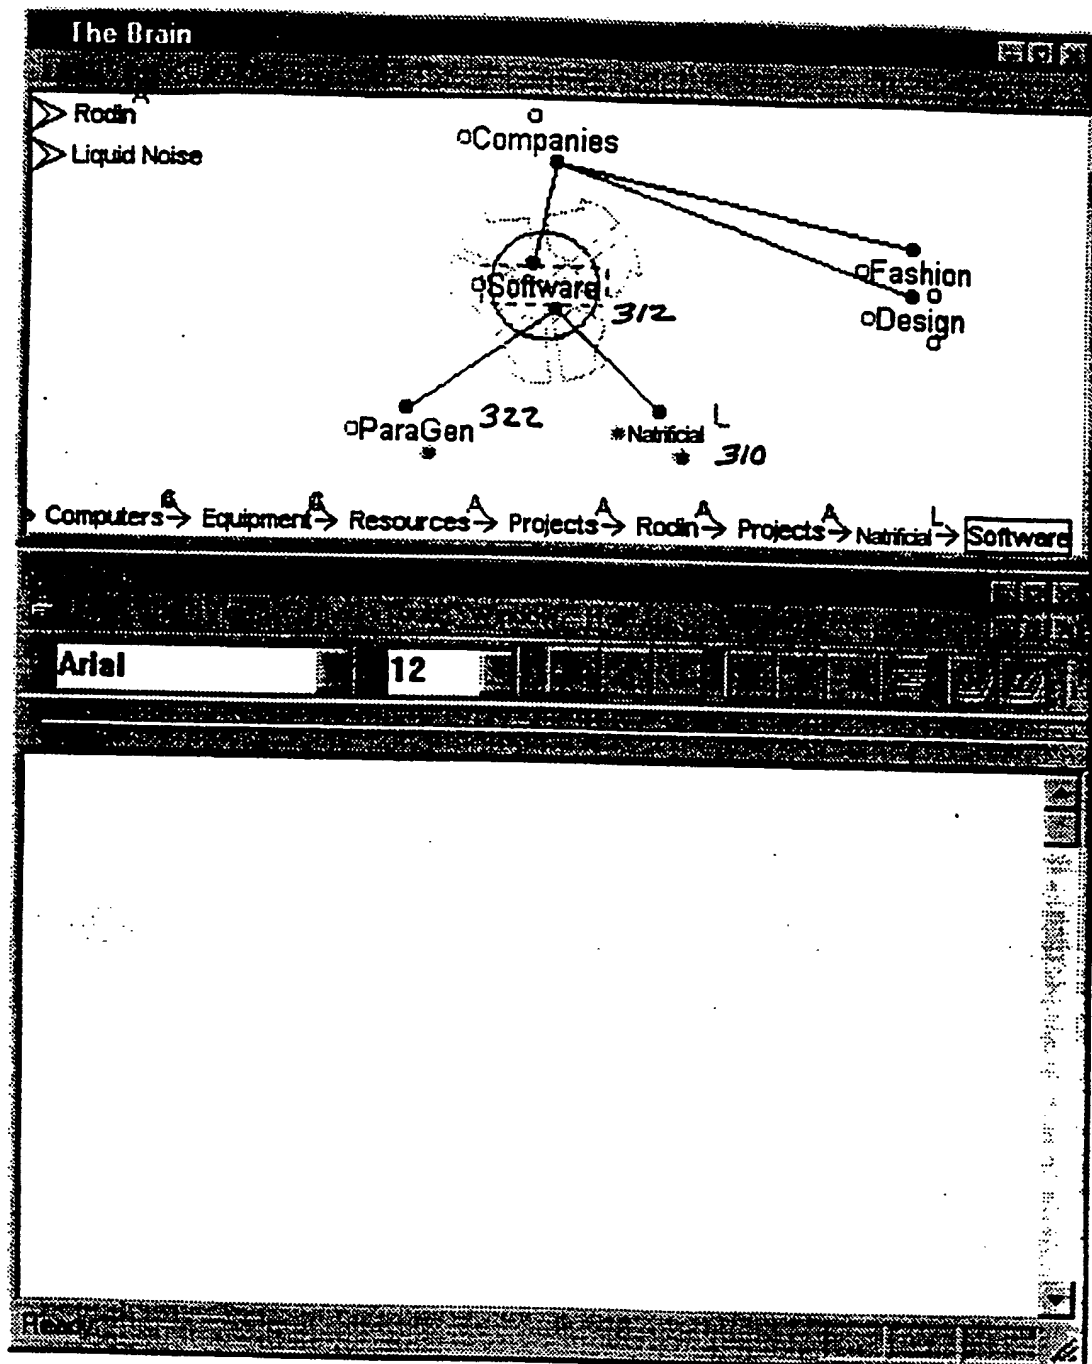 The Brain
Rodin A
Liquid Noise
Companies
Fashion
Software L
312
Design
ParaGen 322
Natrificial L
310
Computers C → Equipment C → Resources A → Projects A → Rodin A → Projects A → Natrificial L → Software
Arial 12
Ready